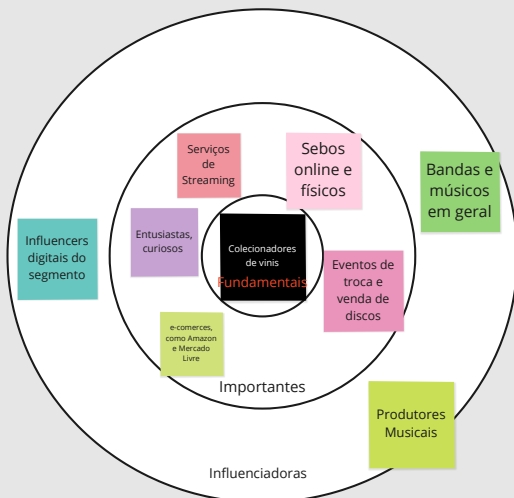 Serviços
de
Streaming
Sebos
online e
físicos
Bandas e
músicos
em geral
Influencers
digitais do
segmento
Entusiastas,
curiosos
Colecionadores
de vinis
Fundamentais
Eventos de
troca e
venda de
discos
e-comerces,
como Amazon
e Mercado
Livre
Importantes
Produtores
Musicais
Influenciadoras